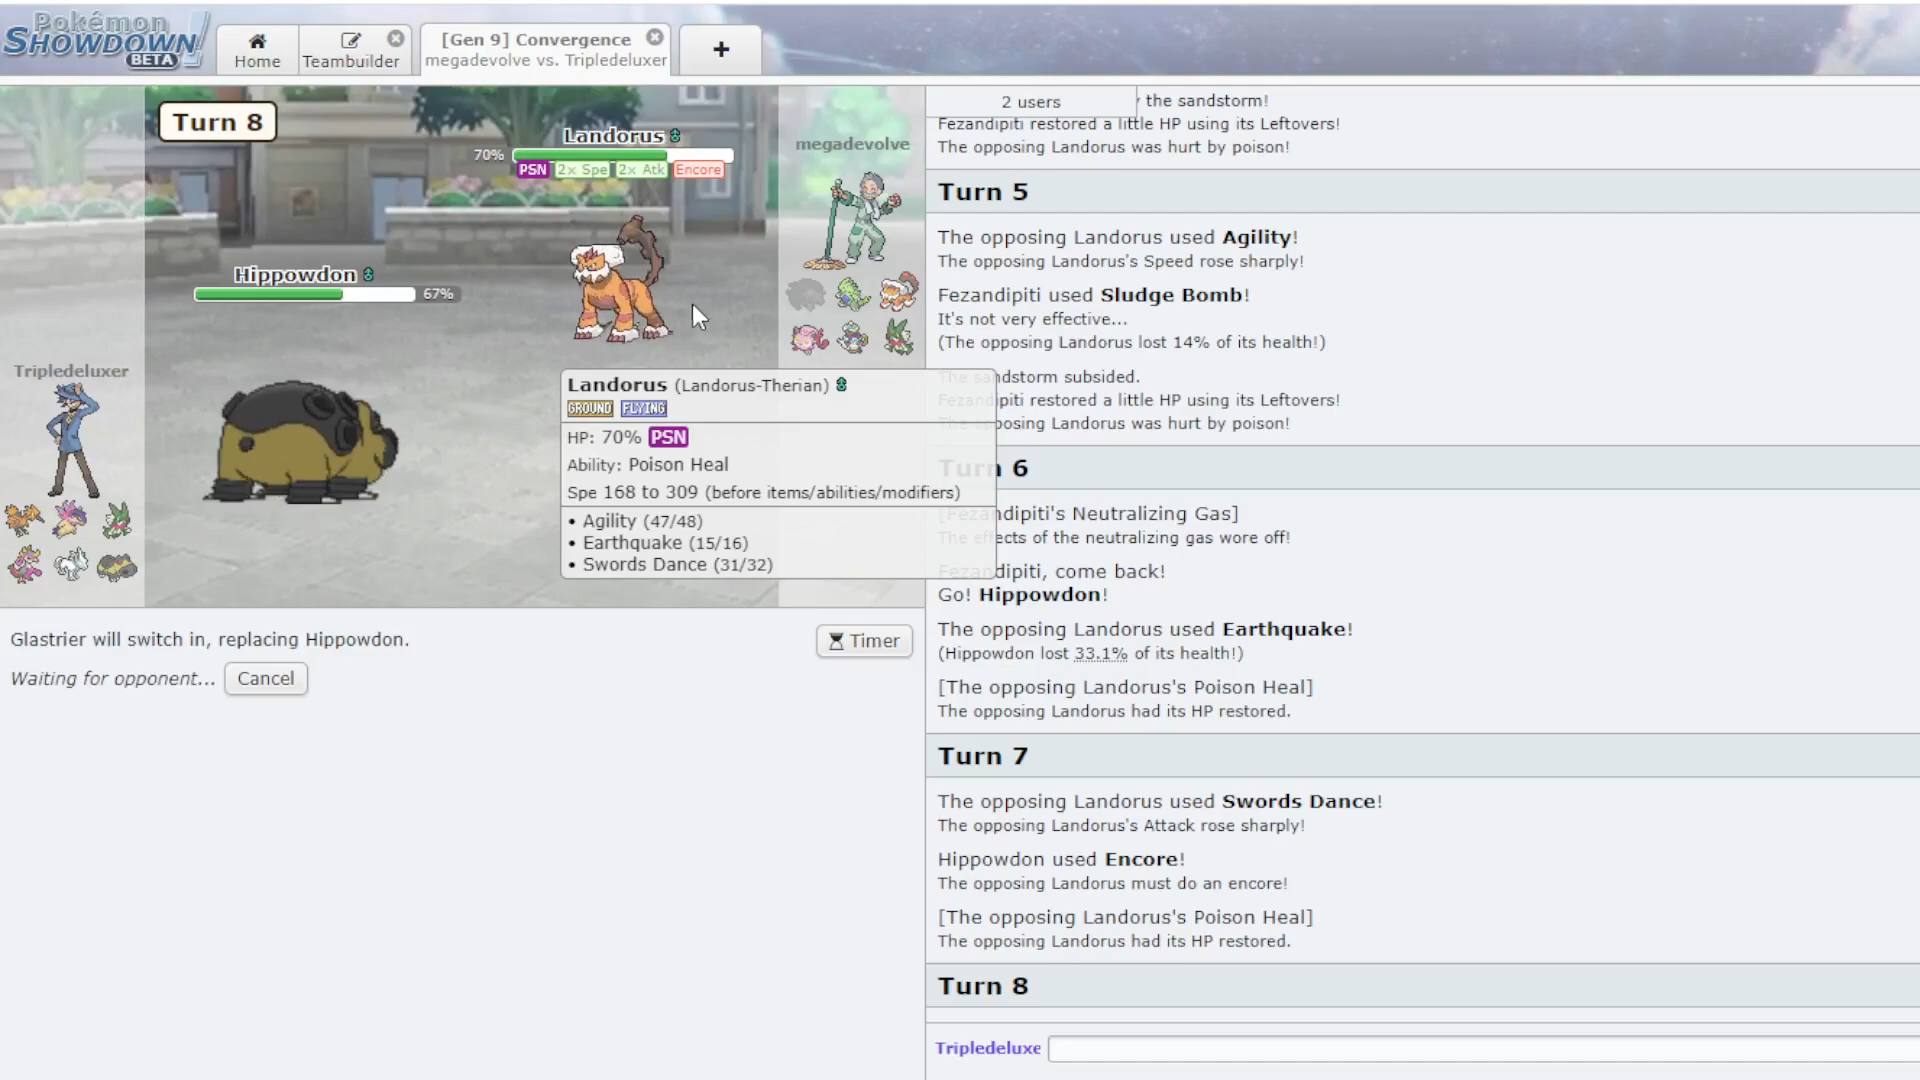 Pokémon
SHOWDOWN!
BETA
Home
Teambuilder
[Gen 9] Convergence
megadevolve vs. Tripledeluxer
+
Turn 8
Landorus
70%
PSN 2x Spe 2x Atk Encore
megadevolve
Hippowdon
67%
Tripledeluxer
Landorus (Landorus-Therian)
GROUND FLYING
HP: 70% PSN
Ability: Poison Heal
Spe 168 to 309 (before items/abilities/modifiers)
• Agility (47/48)
• Earthquake (15/16)
• Swords Dance (31/32)
Glastrier will switch in, replacing Hippowdon.
Timer
Waiting for opponent... Cancel
2 users
the sandstorm!
Fezandipiti restored a little HP using its Leftovers!
The opposing Landorus was hurt by poison!
Turn 5
The opposing Landorus used Agility!
The opposing Landorus's Speed rose sharply!
Fezandipiti used Sludge Bomb!
It's not very effective...
(The opposing Landorus lost 14% of its health!)
The sandstorm subsided.
Fezandipiti restored a little HP using its Leftovers!
The opposing Landorus was hurt by poison!
Turn 6
[Fezandipiti's Neutralizing Gas]
The effects of the neutralizing gas wore off!
Fezandipiti, come back!
Go! Hippowdon!
The opposing Landorus used Earthquake!
(Hippowdon lost 33.1% of its health!)
[The opposing Landorus's Poison Heal]
The opposing Landorus had its HP restored.
Turn 7
The opposing Landorus used Swords Dance!
The opposing Landorus's Attack rose sharply!
Hippowdon used Encore!
The opposing Landorus must do an encore!
[The opposing Landorus's Poison Heal]
The opposing Landorus had its HP restored.
Turn 8
Tripledeluxe